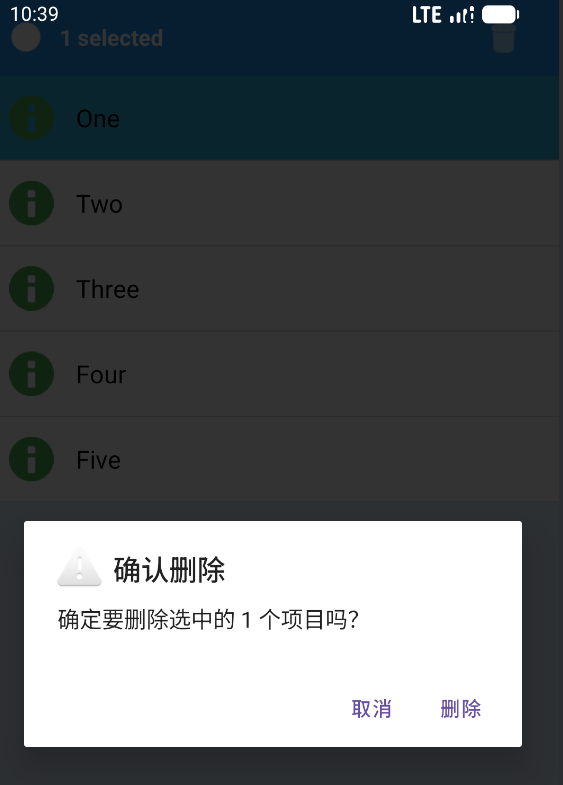 10:39 LTE
1 selected
One
Two
Three
Four
Five
确认删除
确定要删除选中的 1 个项目吗?
取消 删除